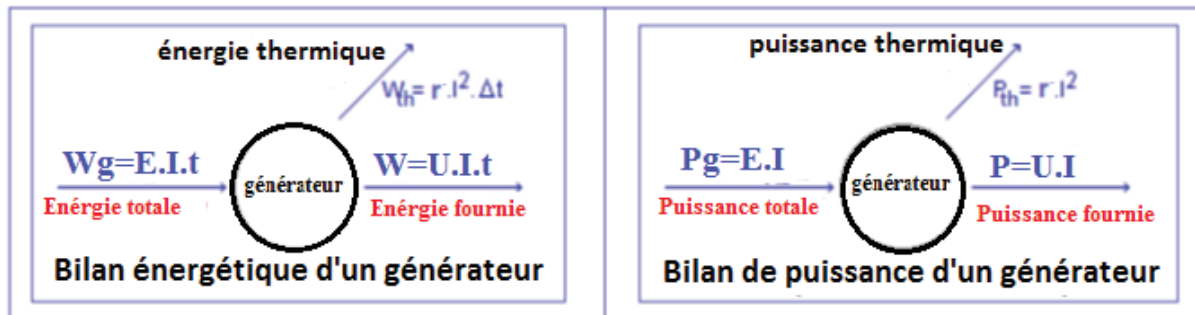 énergie thermique
Wth= r.I².Δt
Wg=E.I.t
générateur
W=U.I.t
Enérgie totale
Enérgie fournie
Bilan énergétique d'un générateur
puissance thermique
Pth= r.I²
Pg=E.I
générateur
P=U.I
Puissance totale
Puissance fournie
Bilan de puissance d'un générateur